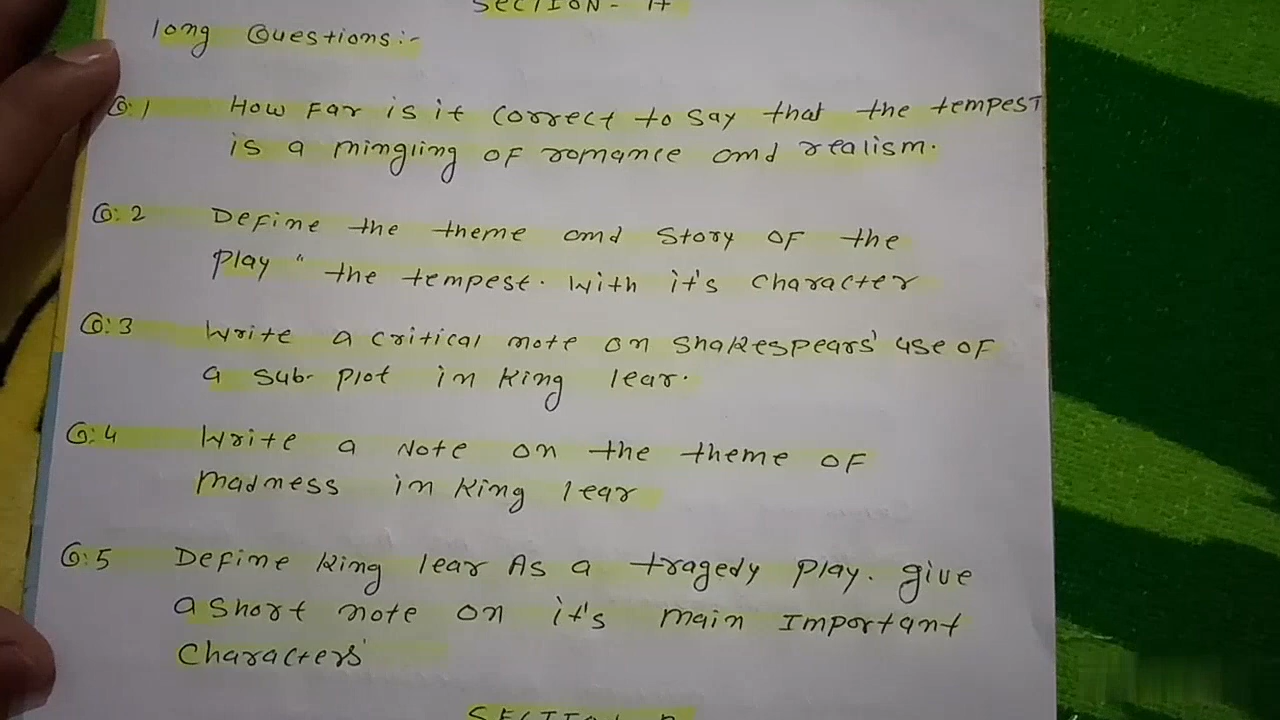 SECTION - A
long Questions:-
Q.1 How Far is it correct to say that the tempest
is a mingling of romance and realism.
Q:2 Define the theme and story of the
play " the tempest. with it's character
Q:3 Write a critical note on shakespears' use of
a sub-plot in King lear.
Q:4 Write a Note on the theme of
madness in King lear
Q:5 Define King lear As a tragedy play. give
a short note on it's main Important
characters'
SECTION